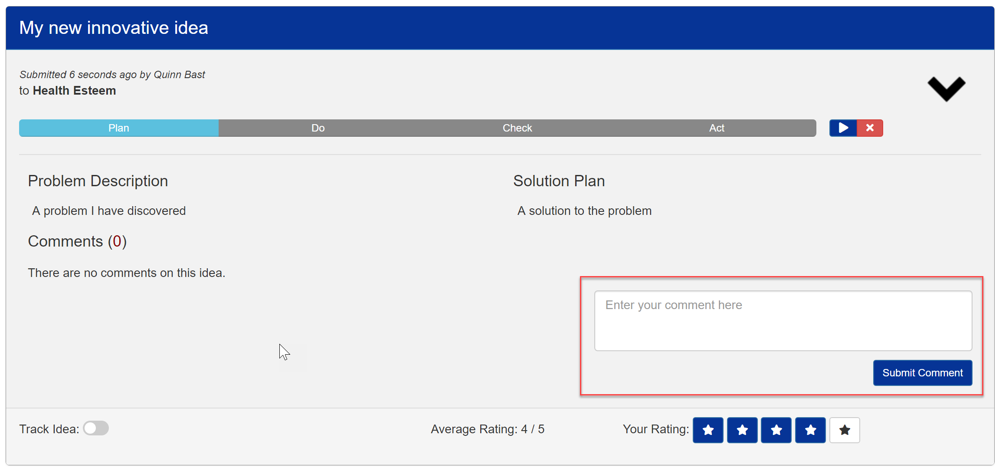 My new innovative idea
Submitted 6 seconds ago by Quinn Bast
to Health Esteem
Plan Do Check Act
Problem Description
A problem I have discovered
Solution Plan
A solution to the problem
Comments (0)
There are no comments on this idea.
Enter your comment here
Submit Comment
Track Idea:
Average Rating: 4 / 5
Your Rating: